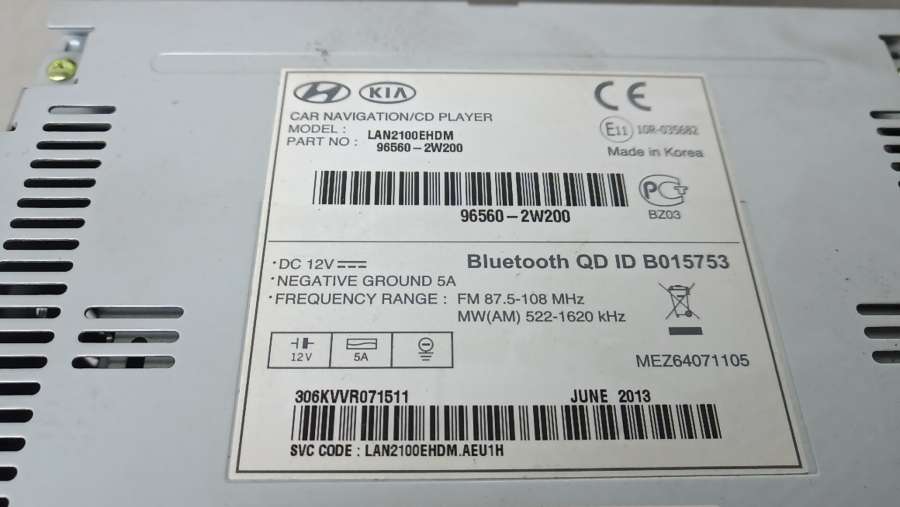 KIA
CE
CAR NAVIGATION/CD PLAYER
MODEL : LAN2100EHDM
PART NO : 96560-2W200
E11 10R-035682
Made in Korea
96560-2W200
PCT
BZ03
·DC 12V
Bluetooth QD ID B015753
·NEGATIVE GROUND 5A
·FREQUENCY RANGE : FM 87.5-108 MHz
MW(AM) 522-1620 kHz
12V 5A
MEZ64071105
306KVVR071511 JUNE 2013
SVC CODE : LAN2100EHDM.AEU1H